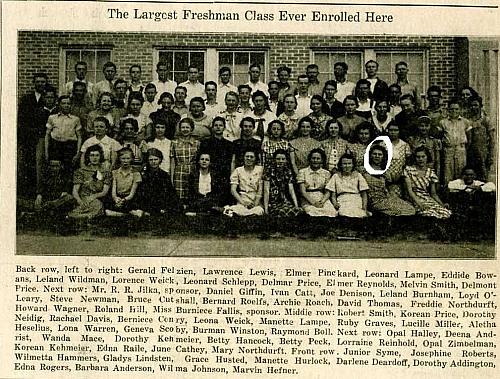 The Largest Freshman Class Ever Enrolled Here
Back row, left to right: Gerald Felzien, Lawrence Lewis, Elmer Pinckard, Leonard Lampe, Eddide Bow-
ans, Leland Wildman, Lorence Weick, Leonard Schlepp, Delmar Price, Elmer Reynolds, Melvin Smith, Delmont
Price. Next row: Mr. R. R. Jilka, sponsor, Daniel Giffin, Ivan Catt, Joe Denison, Leland Burnham, Loyd O'-
Leary, Steve Newman, Bruce Cutshall, Bernard Roelfs, Archie Roach, David Thomas, Freddie Northdurft,
Howard Wagner, Roland Hill, Miss Burniece Fallis, sponsor. Middle row: Robert Smith, Korean Price, Dorothy
Neidig, Rachael Davis, Berniece Conry, Leona Weick, Manette Lampe, Ruby Graves, Lucille Miller, Aletha
Heselius, Lona Warren, Geneva Scoby, Burman Winston, Raymond Boll. Next row: Opal Halley, Deena And-
rist, Wanda Mace, Dorothy Kehmeier, Betty Hancock, Betty Peck, Lorraine Reinhold, Opal Zimbelman,
Korean Kehmeier, Edna Raile, June Cathey, Mary Northdurft. Front row: Junior Syme, Josephine Roberts,
Wilmetta Hammers, Gladys Lindsten, Grace Husted, Manette Hurlock, Darlene Deardoff, Dorothy Addington,
Edna Rogers, Barbara Anderson, Wilma Johnson, Marvin Hefner.